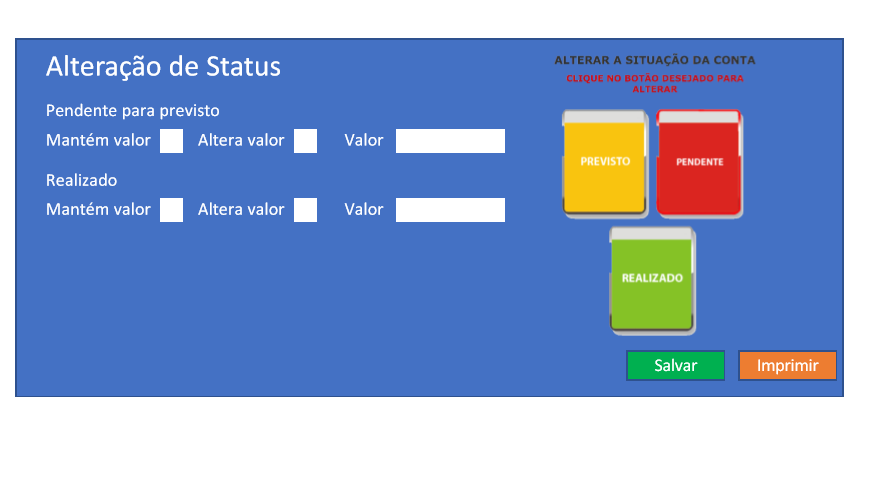 Alteração de Status
Pendente para previsto
Mantém valor Altera valor Valor
Realizado
Mantém valor Altera valor Valor
ALTERAR A SITUAÇÃO DA CONTA
CLIQUE NO BOTÃO DESEJADO PARA
ALTERAR
PREVISTO
PENDENTE
REALIZADO
Salvar
Imprimir